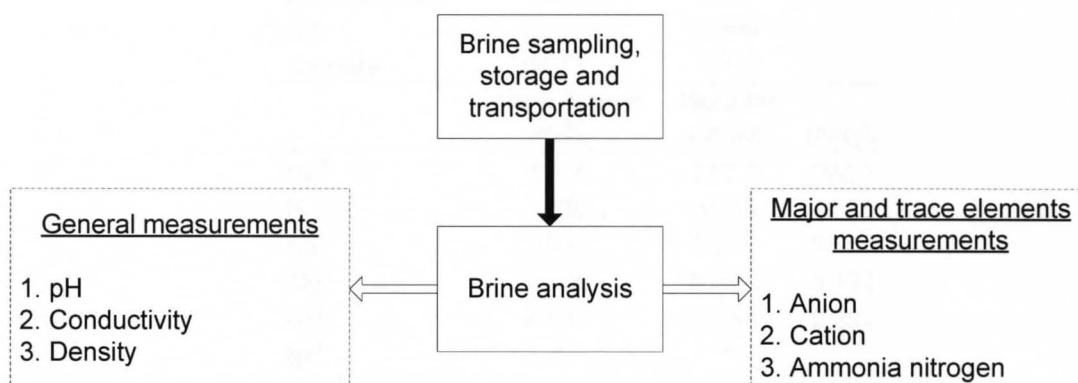 Brine sampling,
storage and
transportation
General measurements
1. pH
2. Conductivity
3. Density
Brine analysis
Major and trace elements
measurements
1. Anion
2. Cation
3. Ammonia nitrogen